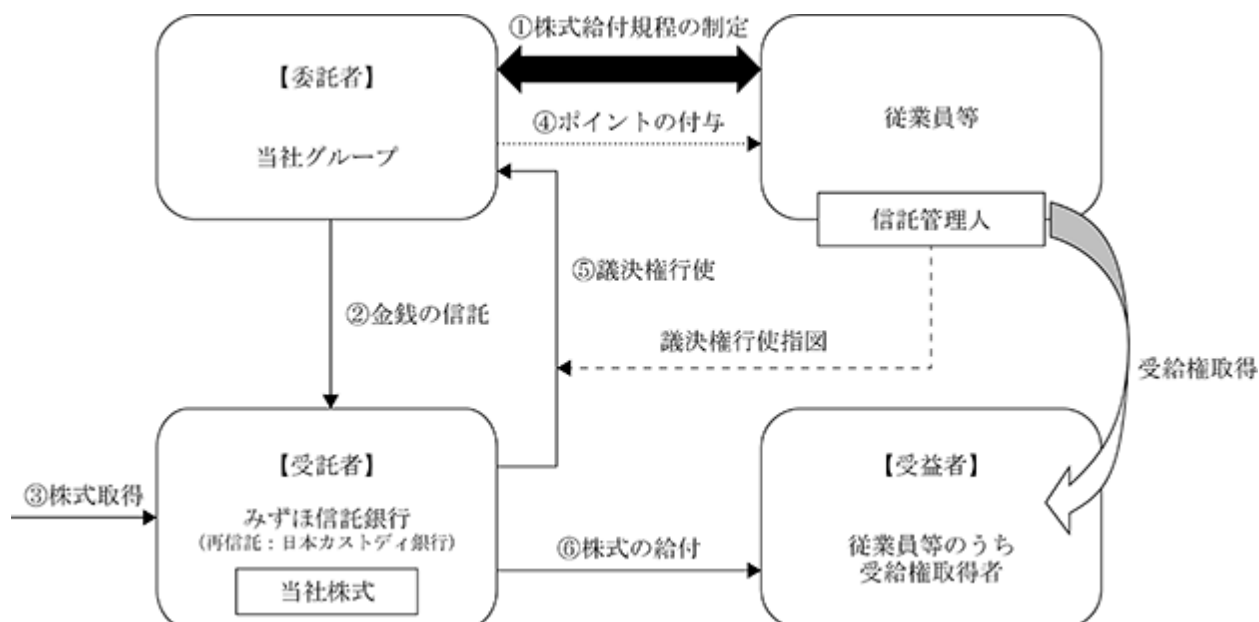 ①株式給付規程の制定
【委託者】
当社グループ
従業員等
④ポイントの付与
信託管理人
⑤議決権行使
②金銭の信託
議決権行使指図
受給権取得
【受託者】
みずほ信託銀行
(再信託：日本カストディ銀行)
当社株式
③株式取得
⑥株式の給付
【受益者】
従業員等のうち
受給権取得者